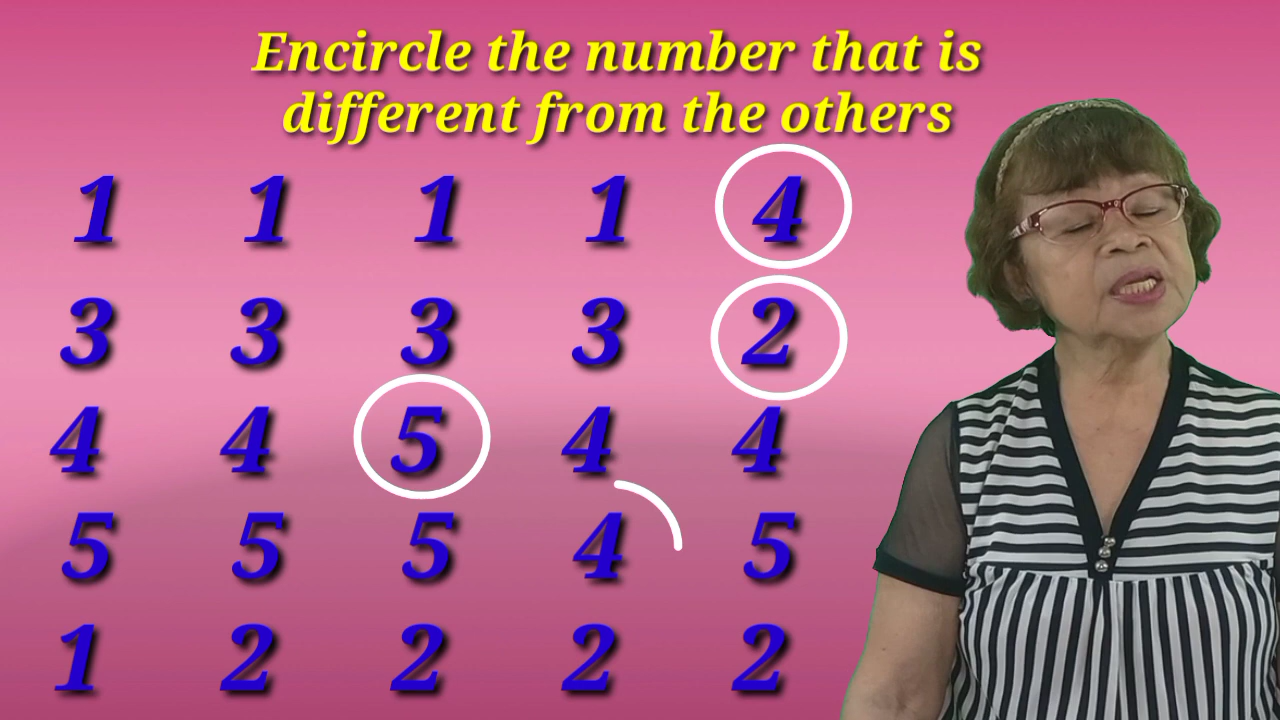 Encircle the number that is
different from the others
1 1 1 1 4
3 3 3 3 2
4 4 5 4 4
5 5 5 4 5
1 2 2 2 2